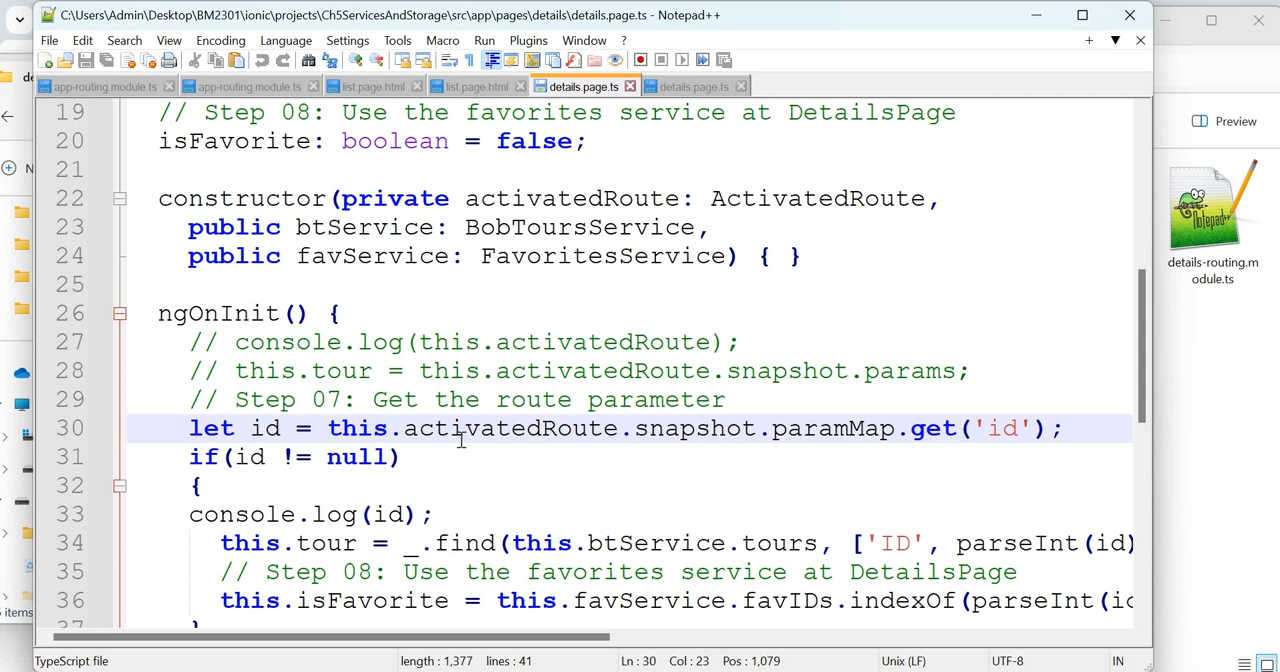 C:\Users\Admin\Desktop\BM2301\ionic\projects\Ch5ServicesAndStorage\src\app\pages\details\details.page.ts - Notepad++
File Edit Search View Encoding Language Settings Tools Macro Run Plugins Window ?
app-routing.module.ts app-routing.module.ts list.page.html list.page.html details.page.ts details.page.ts
19 // Step 08: Use the favorites service at DetailsPage
20 isFavorite: boolean = false;
21
22 constructor(private activatedRoute: ActivatedRoute,
23 public btService: BobToursService,
24 public favService: FavoritesService) { }
25
26 ngOnInit() {
27 // console.log(this.activatedRoute);
28 // this.tour = this.activatedRoute.snapshot.params;
29 // Step 07: Get the route parameter
30 let id = this.activatedRoute.snapshot.paramMap.get('id');
31 if(id != null)
32 {
33 console.log(id);
34 this.tour = _.find(this.btService.tours, ['ID', parseInt(id)
35 // Step 08: Use the favorites service at DetailsPage
36 this.isFavorite = this.favService.favIDs.indexOf(parseInt(id
37 }
TypeScript file length : 1,377 lines : 41 Ln : 30 Col : 23 Pos : 1,079 Unix (LF) UTF-8 IN
Preview
details-routing.m
odule.ts
items